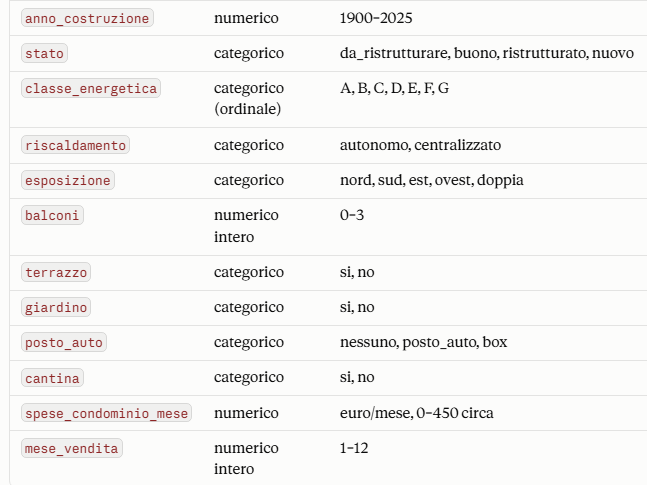 anno_costruzione numerico 1900–2025
stato categorico da_ristrutturare, buono, ristrutturato, nuovo
classe_energetica categorico A, B, C, D, E, F, G
(ordinale)
riscaldamento categorico autonomo, centralizzato
esposizione categorico nord, sud, est, ovest, doppia
balconi numerico 0–3
intero
terrazzo categorico si, no
giardino categorico si, no
posto_auto categorico nessuno, posto_auto, box
cantina categorico si, no
spese_condominio_mese numerico euro/mese, 0–450 circa
mese_vendita numerico 1–12
intero